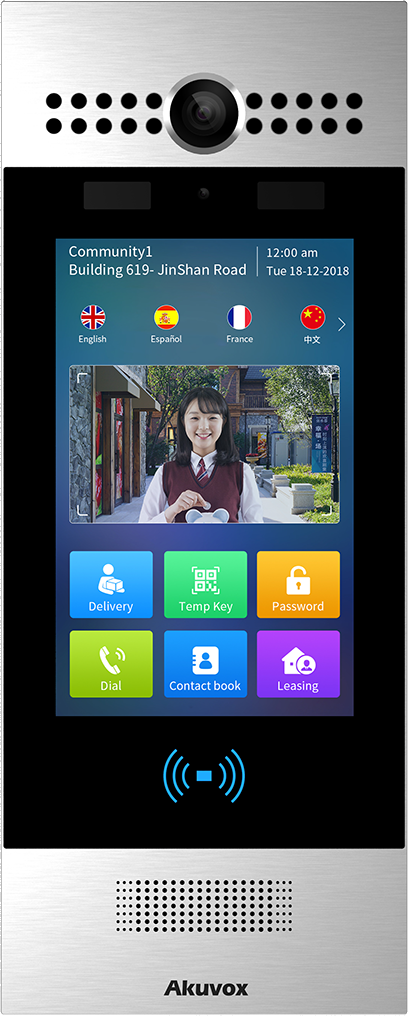 Community1
12:00 am
Building 619- JinShan Road
Tue 18-12-2018
English
Español
France
中文
Delivery
Temp Key
Password
Dial
Contact book
Leasing
Akuvox